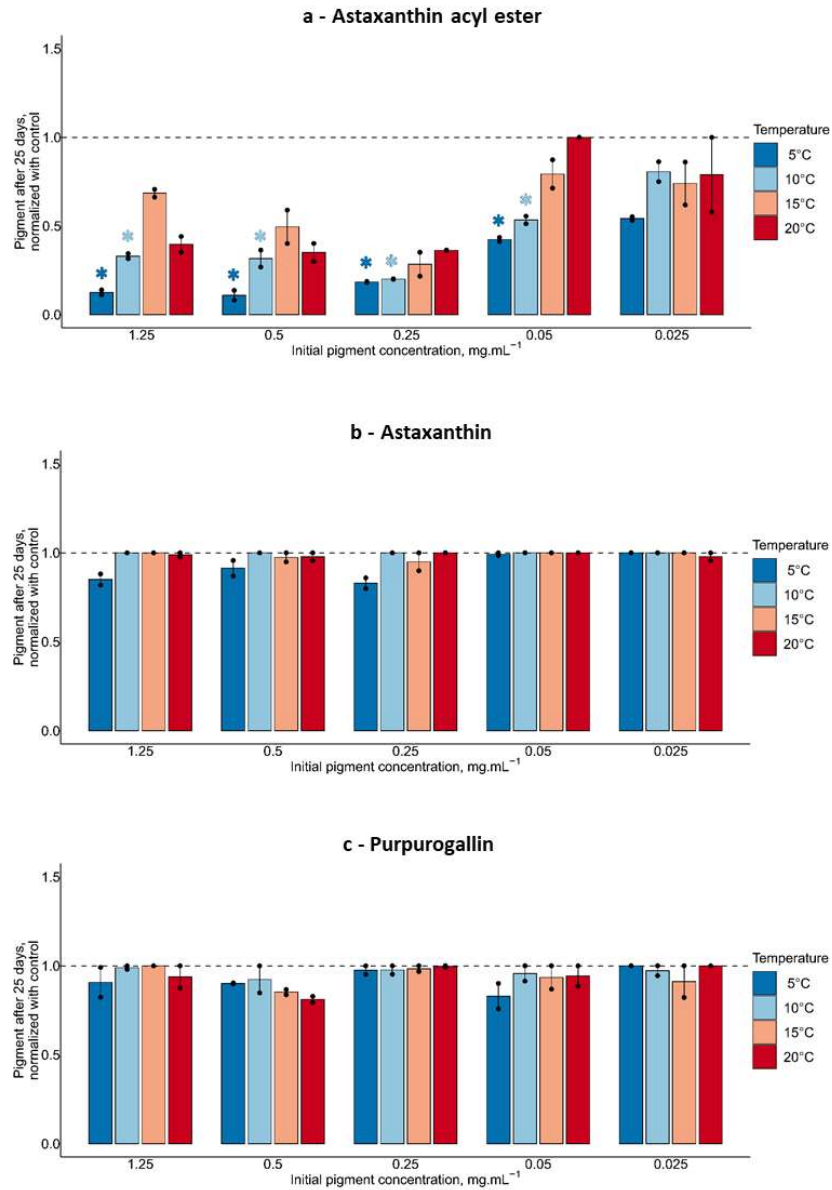 a - Astaxanthin acyl ester
Pigment after 25 days,
normalized with control
1.5
1.0
0.5
0.0
1.25 0.5 0.25 0.05 0.025
Initial pigment concentration, mg.mL⁻¹
Temperature
5°C
10°C
15°C
20°C
b - Astaxanthin
Pigment after 25 days,
normalized with control
1.5
1.0
0.5
0.0
1.25 0.5 0.25 0.05 0.025
Initial pigment concentration, mg.mL⁻¹
Temperature
5°C
10°C
15°C
20°C
c - Purpurogallin
Pigment after 25 days,
normalized with control
1.5
1.0
0.5
0.0
1.25 0.5 0.25 0.05 0.025
Initial pigment concentration, mg.mL⁻¹
Temperature
5°C
10°C
15°C
20°C